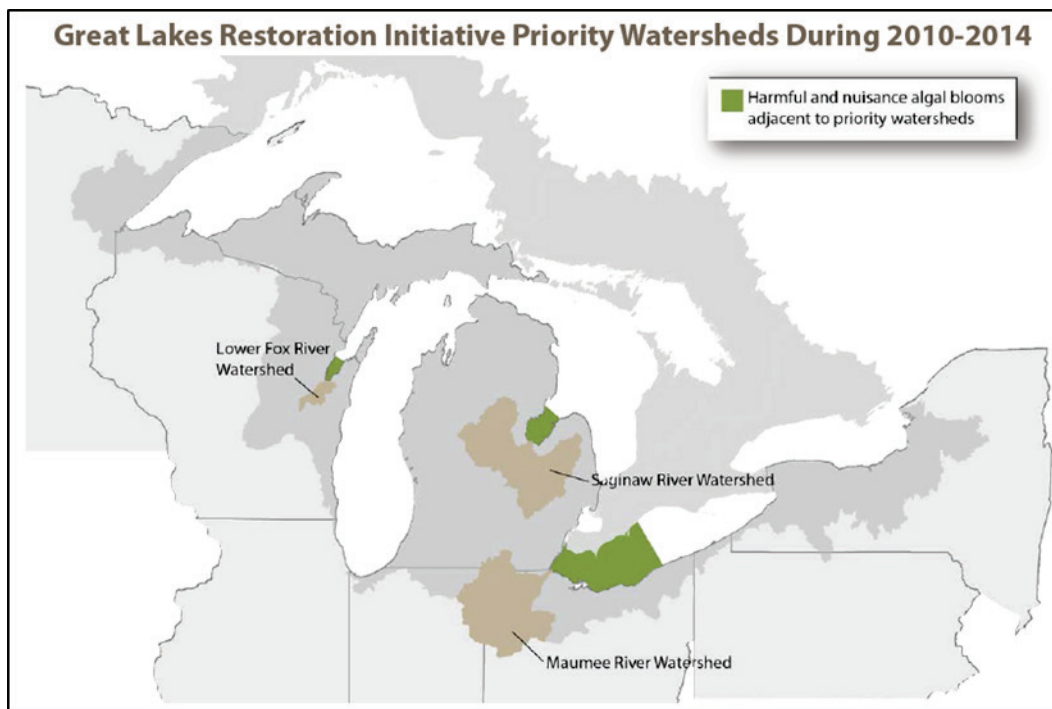 Great Lakes Restoration Initiative Priority Watersheds During 2010-2014
Harmful and nuisance algal blooms
adjacent to priority watersheds
Lower Fox River
Watershed
Saginaw River Watershed
Maumee River Watershed